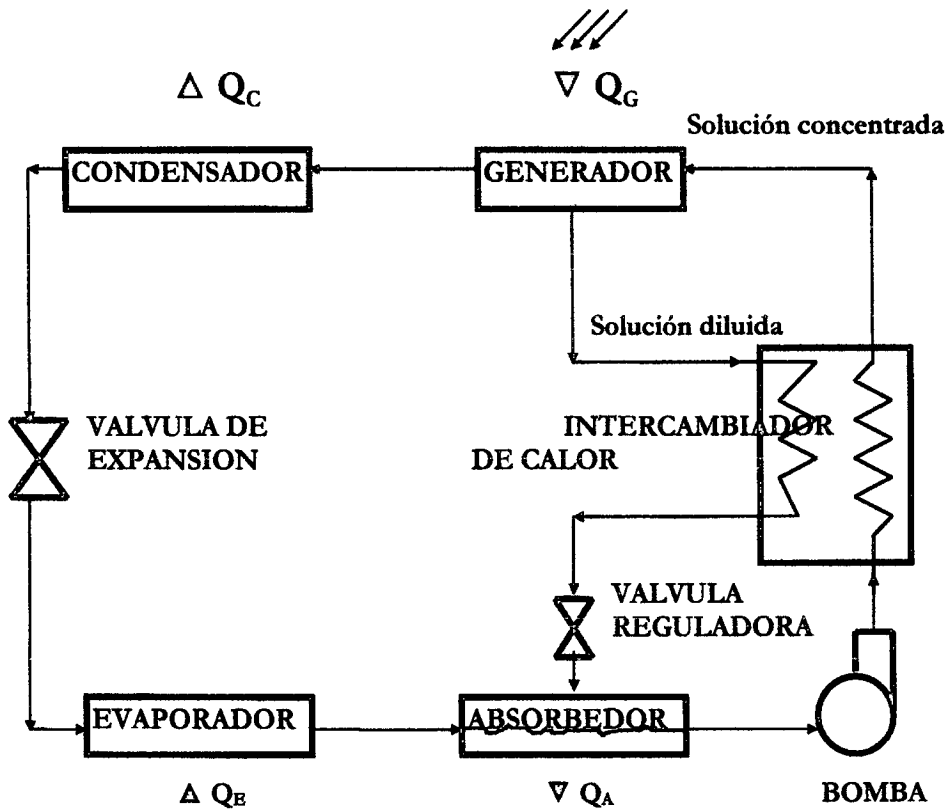 △ Q_C
▽ Q_G
Solución concentrada
CONDENSADOR
GENERADOR
Solución diluida
VALVULA DE
EXPANSION
INTERCAMBIADOR
DE CALOR
VALVULA
REGULADORA
EVAPORADOR
ABSORBEDOR
△ Q_E
▽ Q_A
BOMBA